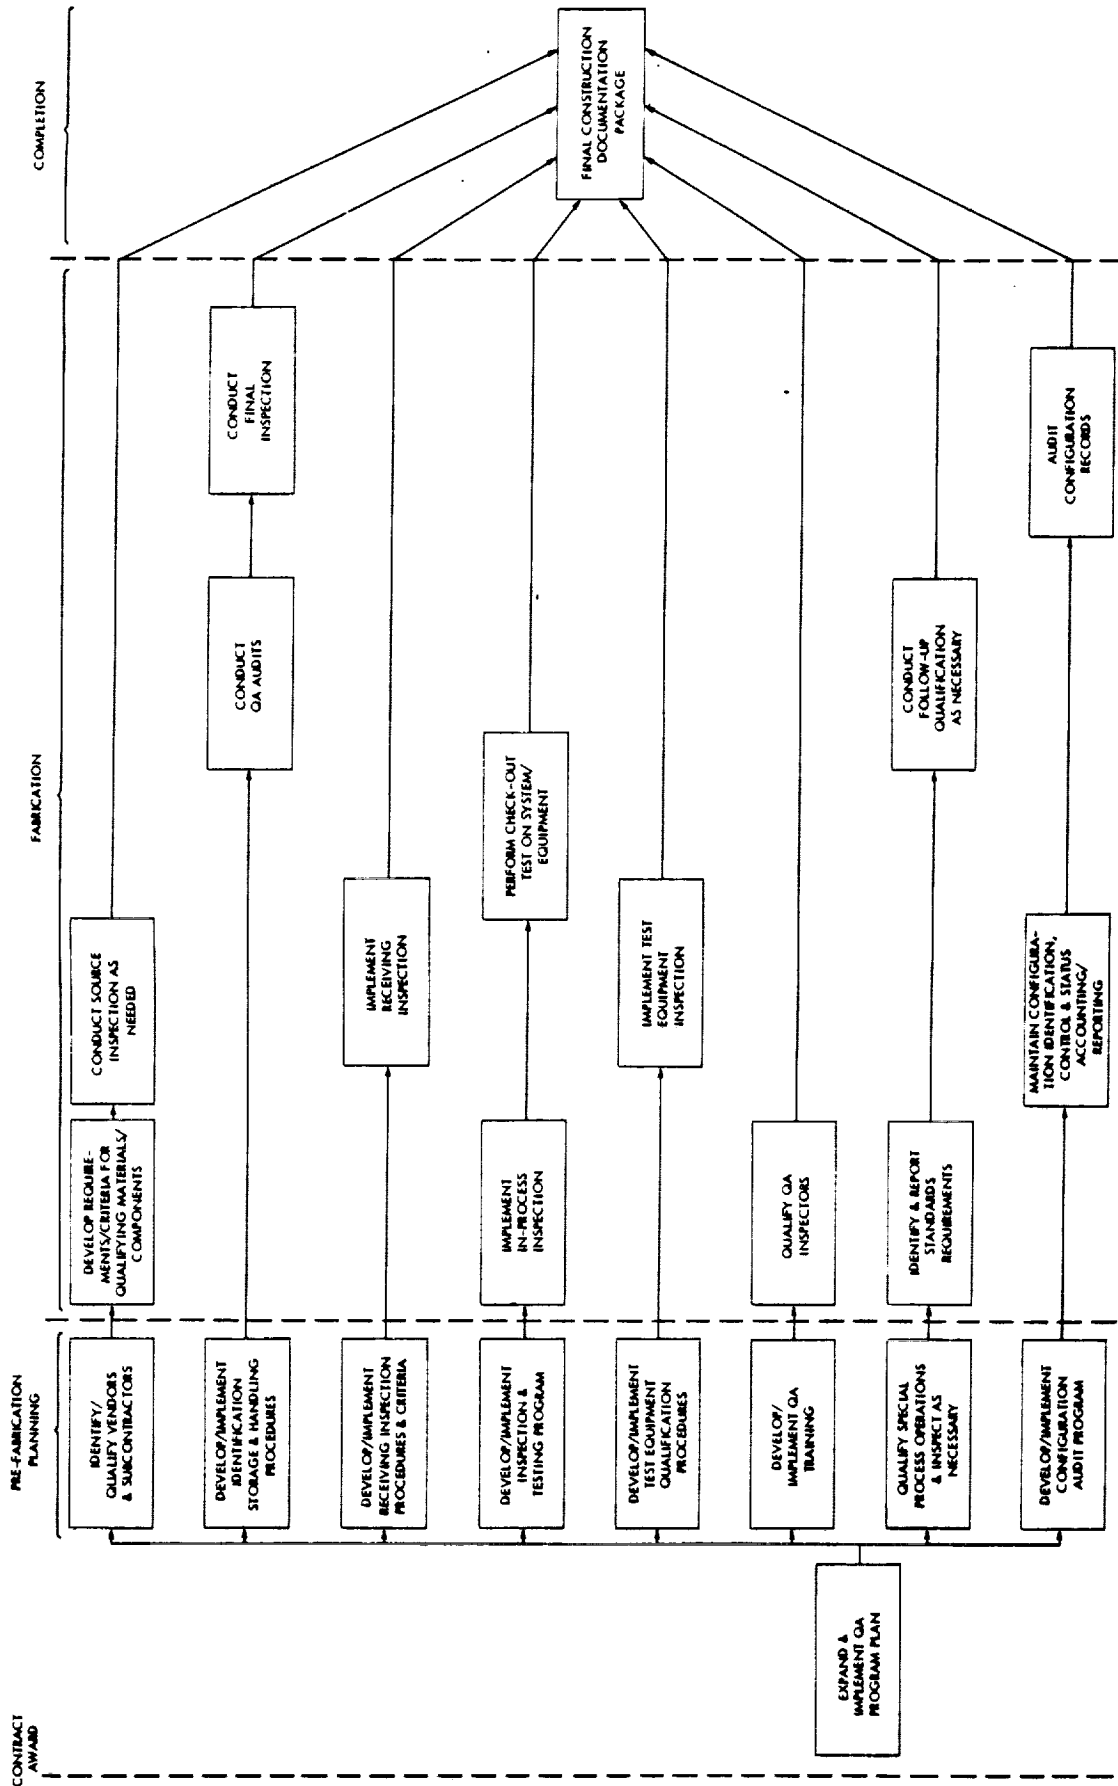 CONTRACT
AWARD
PRE-FABRICATION
PLANNING
FABRICATION
COMPLETION
EXPAND &
IMPLEMENT QA
PROGRAM PLAN
IDENTIFY/
QUALIFY VENDORS
& SUBCONTRACTORS
DEVELOP REQUIRE-
MENTS/CRITERIA FOR
QUALIFYING MATERIALS/
COMPONENTS
CONDUCT SOURCE
INSPECTION AS
NEEDED
DEVELOP/IMPLEMENT
IDENTIFICATION
STORAGE & HANDLING
PROCEDURES
CONDUCT
QA AUDITS
CONDUCT
FINAL
INSPECTION
DEVELOP/IMPLEMENT
RECEIVING INSPECTION
PROCEDURES & CRITERIA
IMPLEMENT
RECEIVING
INSPECTION
DEVELOP/IMPLEMENT
INSPECTION &
TESTING PROGRAM
IMPLEMENT
IN-PROCESS
INSPECTION
PERFORM CHECK-OUT
TEST ON SYSTEM/
EQUIPMENT
DEVELOP/IMPLEMENT
TEST EQUIPMENT
QUALIFICATION
PROCEDURES
IMPLEMENT TEST
EQUIPMENT
INSPECTION
DEVELOP/
IMPLEMENT QA
TRAINING
QUALIFY QA
INSPECTORS
QUALIFY SPECIAL
PROCESS OPERATIONS
& INSPECT AS
NECESSARY
IDENTIFY & REPORT
STANDARDS
REQUIREMENTS
CONDUCT
FOLLOW-UP
QUALIFICATION
AS NECESSARY
DEVELOP/IMPLEMENT
CONFIGURATION
AUDIT PROGRAM
MAINTAIN CONFIGURA-
TION IDENTIFICATION,
CONTROL & STATUS
ACCOUNTING/
REPORTING
AUDIT
CONFIGURATION
RECORDS
FINAL CONSTRUCTION
DOCUMENTATION
PACKAGE